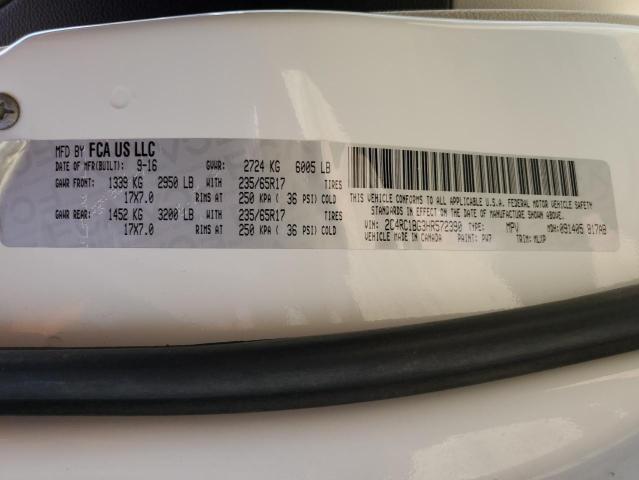 MFD BY FCA US LLC
DATE OF MFR(BUILT): 9-16 GVWR: 2724 KG 6005 LB
GAWR FRONT: 1339 KG 2950 LB WITH 235/65R17 TIRES
17X7.0 RIMS AT 250 KPA ( 36 PSI) COLD
GAWR REAR: 1452 KG 3200 LB WITH 235/65R17 TIRES
17X7.0 RIMS AT 250 KPA ( 36 PSI) COLD
THIS VEHICLE CONFORMS TO ALL APPLICABLE U.S.A. FEDERAL MOTOR VEHICLE SAFETY
STANDARDS IN EFFECT ON THE DATE OF MANUFACTURE SHOWN ABOVE.
VIN: 2C4RC1BG3HR572390 TYPE: MPV MDH:091405 817AB
VEHICLE MADE IN CANADA PAINT: PW7 TRIM: MLXP